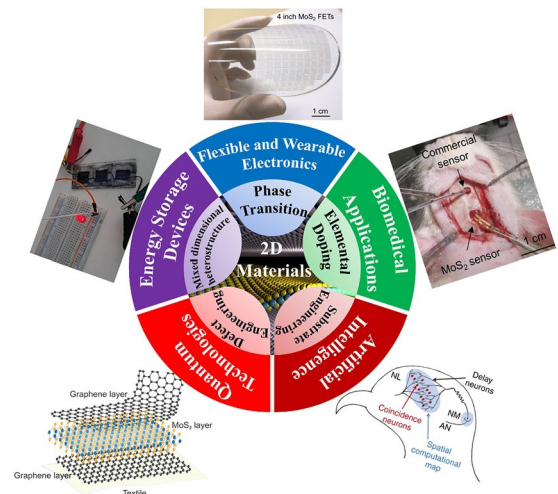 4 inch MoS₂ FETs
1 cm
Flexible and Wearable
Electronics
Energy Storage
Devices
Biomedical
Applications
Quantum
Technologies
Artificial
Intelligence
Phase
Transition
Mixed dimensional
Heterostructure
Elemental
Doping
Defect
Engineering
Substrate
Engineering
2D
Materials
Commercial
sensor
MoS₂ sensor
1 cm
Graphene layer
MoS₂ layer
Graphene layer
Textile
NL
Delay
neurons
Coincidence
neurons
NM
AN
Spatial
computational
map